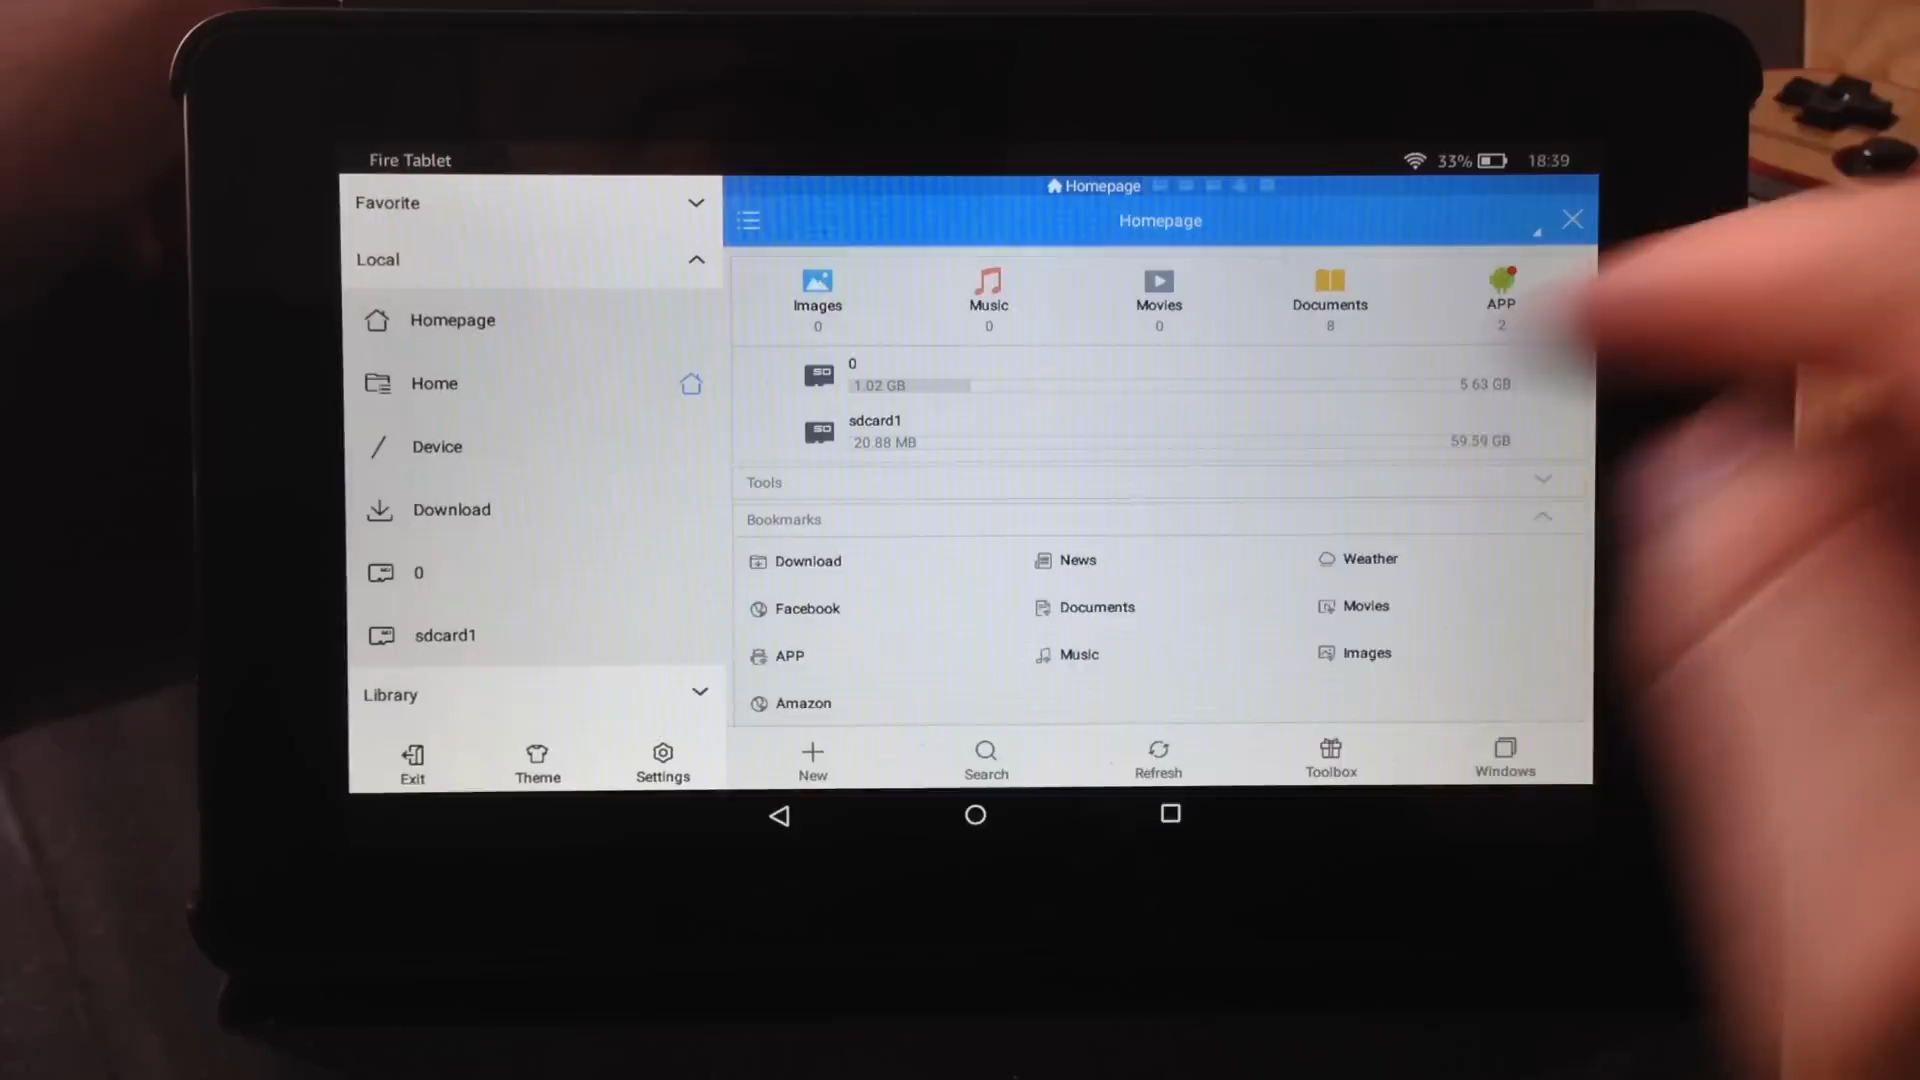 Fire Tablet
33%
18:39
Favorite
Local
Homepage
Home
Device
Download
0
sdcard1
Library
Exit
Theme
Settings
Homepage
Homepage
Images
0
Music
0
Movies
0
Documents
8
APP
2
SD
0
1.02 GB
5.63 GB
SD
sdcard1
20.88 MB
59.59 GB
Tools
Bookmarks
Download
News
Weather
Facebook
Documents
Movies
APP
Music
Images
Amazon
New
Search
Refresh
Toolbox
Windows